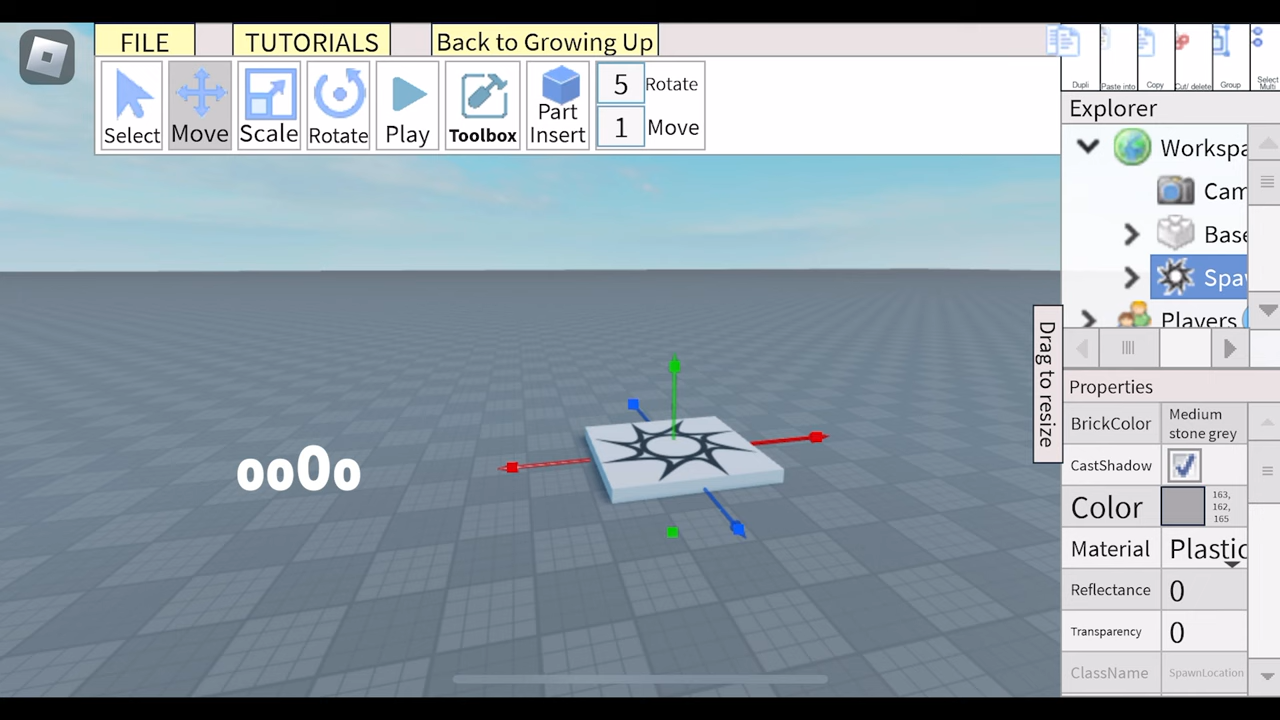 FILE
TUTORIALS
Back to Growing Up
Select
Move
Scale
Rotate
Play
Toolbox
Part
Insert
5 Rotate
1 Move
Dupli
Paste into
Copy
Cut/ delete
Group
Select
Multi
Explorer
Workspa
Cam
Base
Spaw
Players
Drag to resize
Properties
BrickColor Medium
stone grey
CastShadow
Color 163,
162,
165
Material Plastic
Reflectance 0
Transparency 0
ClassName SpawnLocation
ooOo